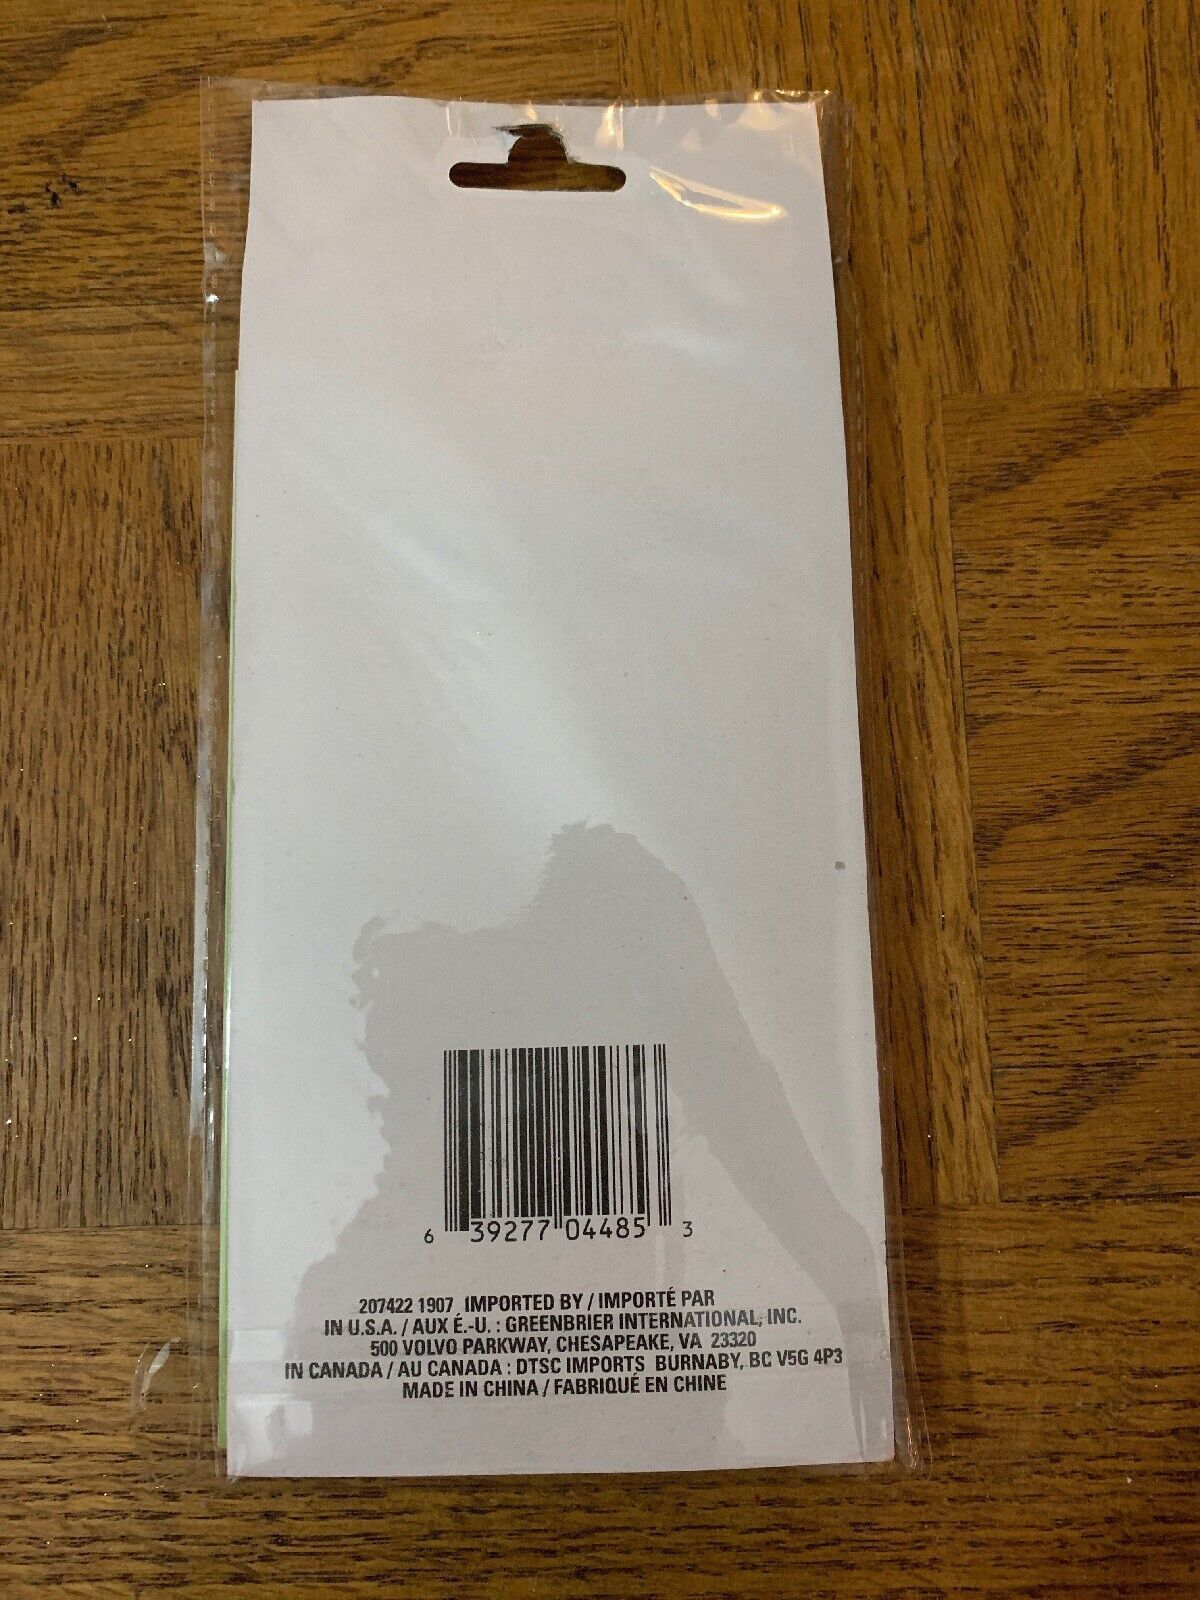 6 39277 04485 3
207422 1907 IMPORTED BY / IMPORTÉ PAR
IN U.S.A. / AUX É.-U. : GREENBRIER INTERNATIONAL, INC.
500 VOLVO PARKWAY, CHESAPEAKE, VA 23320
IN CANADA / AU CANADA : DTSC IMPORTS BURNABY, BC V5G 4P3
MADE IN CHINA / FABRIQUÉ EN CHINE